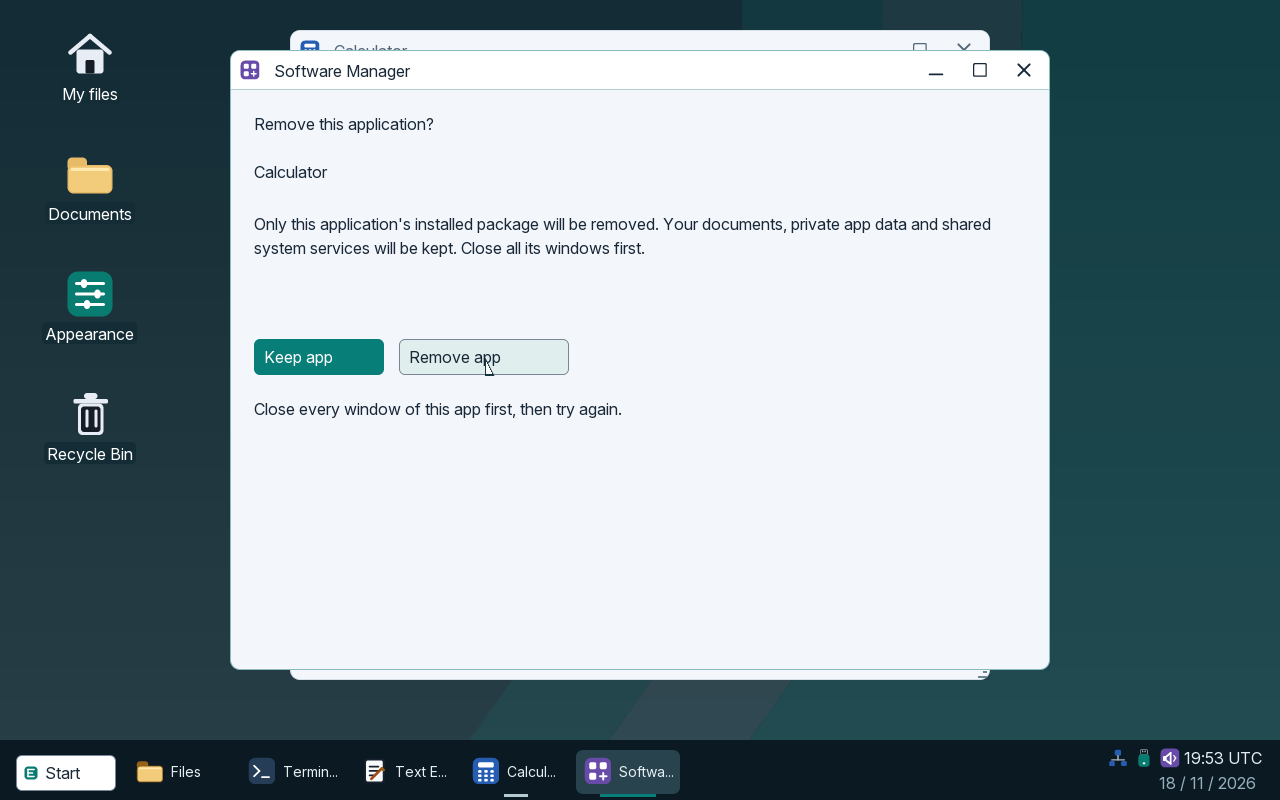 My files
Documents
Appearance
Recycle Bin
Calculator
Software Manager
Remove this application?
Calculator
Only this application's installed package will be removed. Your documents, private app data and shared
system services will be kept. Close all its windows first.
Keep app
Remove app
Close every window of this app first, then try again.
Start
Files
Termin...
Text E...
Calcul...
Softwa...
19:53 UTC
18 / 11 / 2026